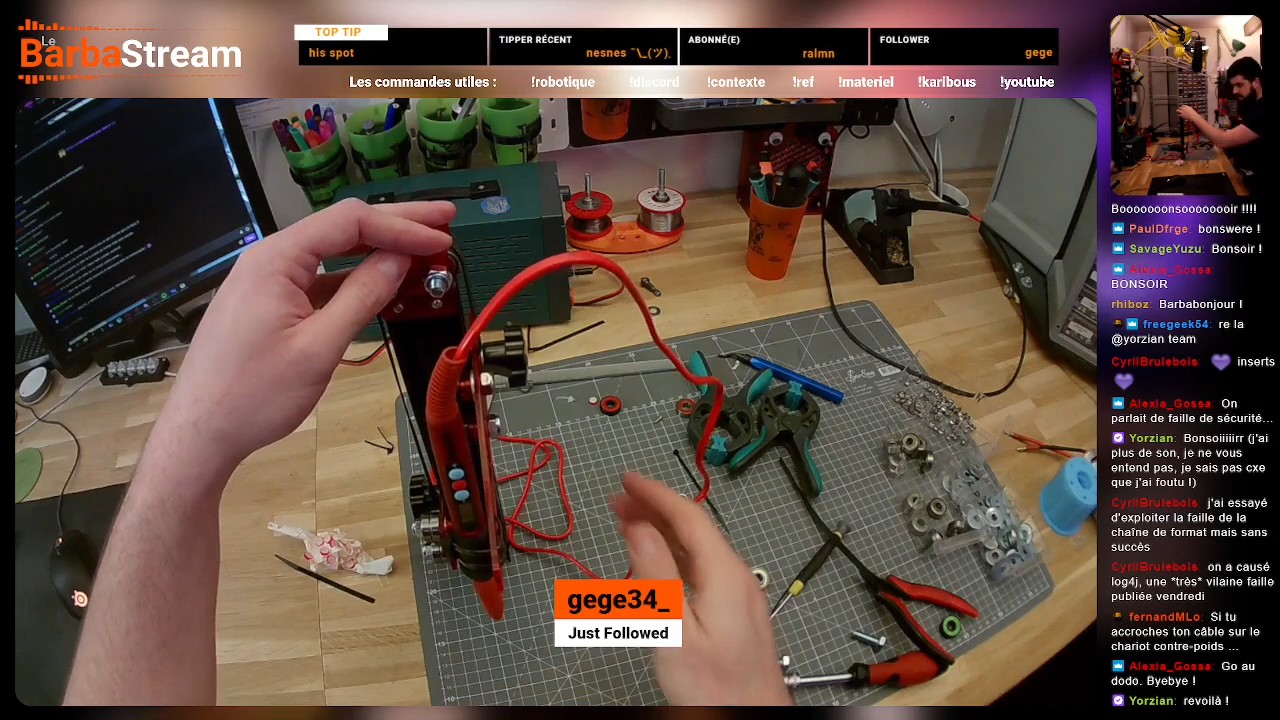 Le
BarbaStream
TOP TIP
his spot
TIPPER RÉCENT
nesnes ¯\_(ツ)_
ABONNÉ(E)
ralmn
FOLLOWER
gege
Les commandes utiles : !robotique !discord !contexte !ref !materiel !karibous !youtube
gege34_
Just Followed
Booooooonsoooooooir !!!!
PaulDfrge: bonswere !
SavageYuzu: Bonsoir !
Alexia_Gossa:
BONSOIR
rhiboz: Barbabonjour !
freegeek54: re la
@yorzian team
CyrilBrulebois: inserts
Alexia_Gossa: On
parlait de faille de sécurité...
Yorzian: Bonsoiiiiirr (j'ai
plus de son, je ne vous
entend pas, je sais pas cxe
que j'ai foutu !)
CyrilBrulebois: j'ai essayé
d'exploiter la faille de la
chaîne de format mais sans
succès
CyrilBrulebois: on a causé
log4j, une *très* vilaine faille
publiée vendredi
fernandMLo: Si tu
accroches ton câble sur le
chariot contre-poids ...
Alexia_Gossa: Go au
dodo. Byebye !
Yorzian: revoilà !